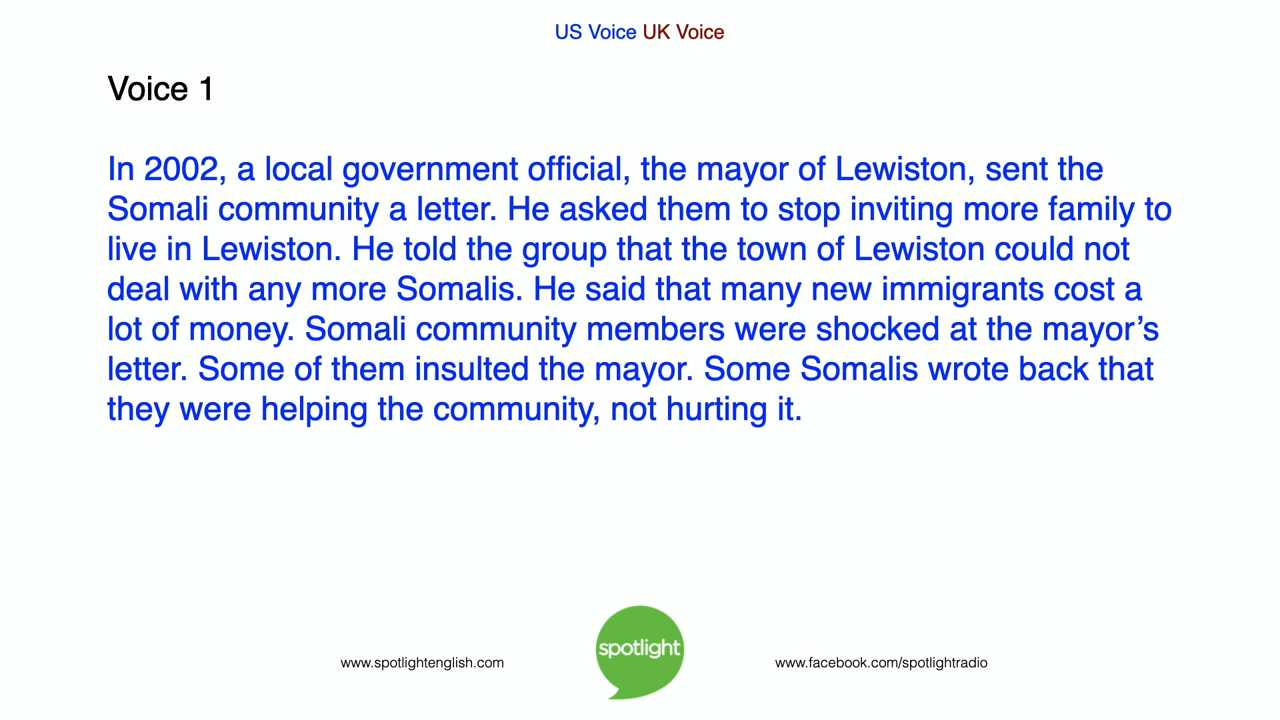 US Voice UK Voice
Voice 1
In 2002, a local government official, the mayor of Lewiston, sent the
Somali community a letter. He asked them to stop inviting more family to
live in Lewiston. He told the group that the town of Lewiston could not
deal with any more Somalis. He said that many new immigrants cost a
lot of money. Somali community members were shocked at the mayor’s
letter. Some of them insulted the mayor. Some Somalis wrote back that
they were helping the community, not hurting it.
spotlight
www.spotlightenglish.com
www.facebook.com/spotlightradio